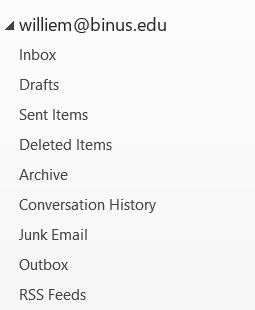 williem@binus.edu
Inbox
Drafts
Sent Items
Deleted Items
Archive
Conversation History
Junk Email
Outbox
RSS Feeds